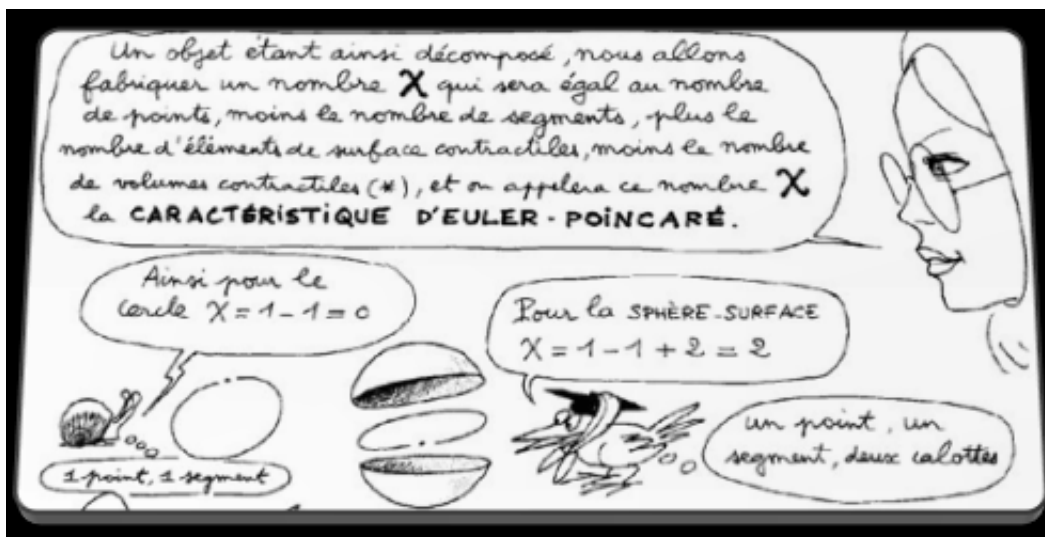 Un objet étant ainsi décomposé, nous allons
fabriquer un nombre χ qui sera égal au nombre
de points, moins le nombre de segments, plus le
nombre d'éléments de surface contractiles, moins le nombre
de volumes contractiles (*), et on appelera ce nombre χ
la CARACTÉRISTIQUE D'EULER-POINCARÉ.
Ainsi pour le
cercle χ = 1 - 1 = 0
Pour la SPHÈRE-SURFACE
χ = 1 - 1 + 2 = 2
un point, un
segment, deux calottes
1 point, 1 segment